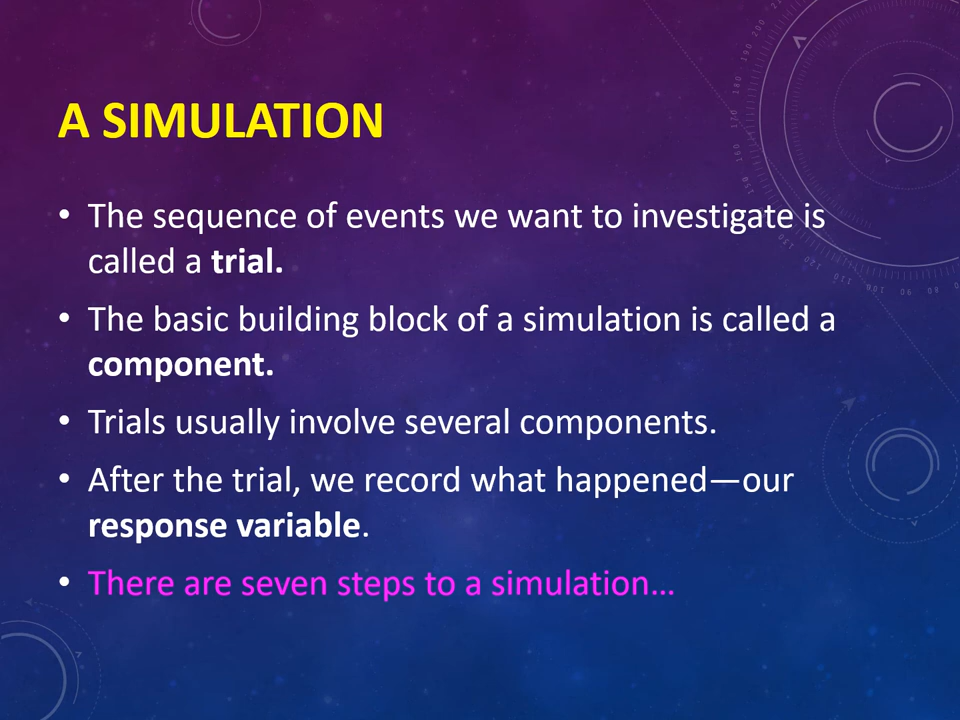 A SIMULATION
• The sequence of events we want to investigate is
called a trial.
• The basic building block of a simulation is called a
component.
• Trials usually involve several components.
• After the trial, we record what happened—our
response variable.
• There are seven steps to a simulation…